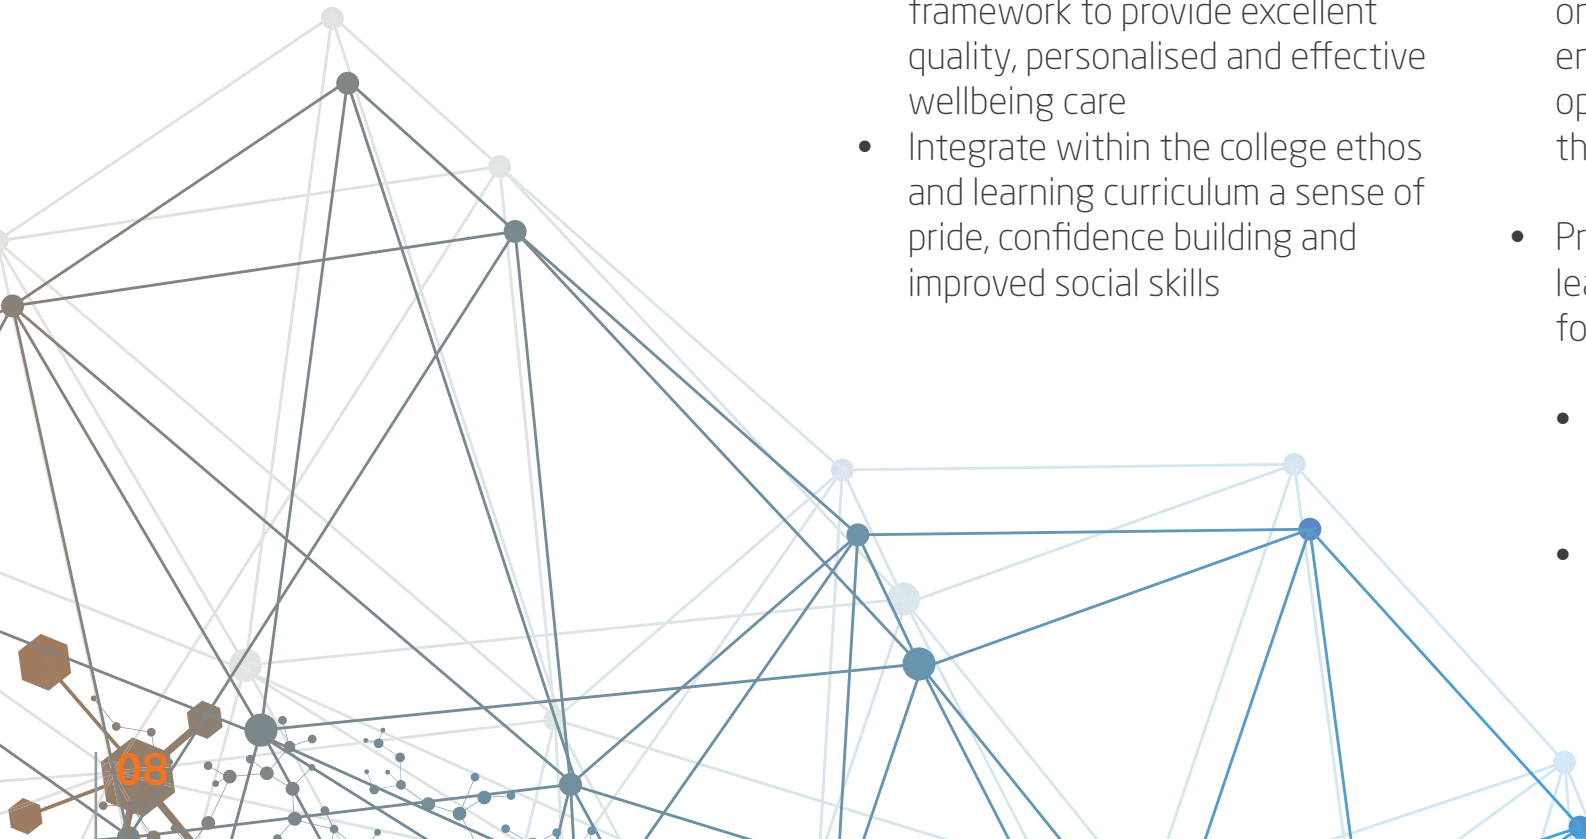 framework to provide excellent
quality, personalised and effective
wellbeing care
• Integrate within the college ethos
and learning curriculum a sense of
pride, confidence building and
improved social skills
•
•
•
08